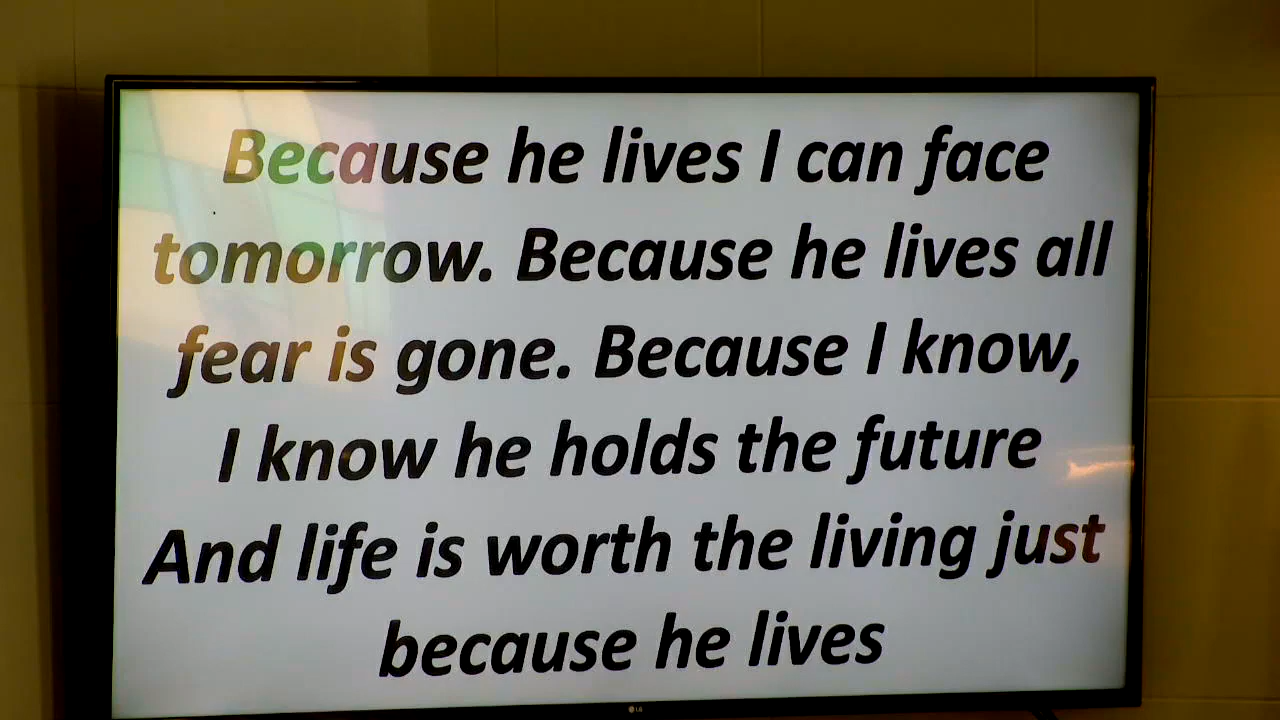 Because he lives I can face
tomorrow. Because he lives all
fear is gone. Because I know,
I know he holds the future
And life is worth the living just
because he lives
LG